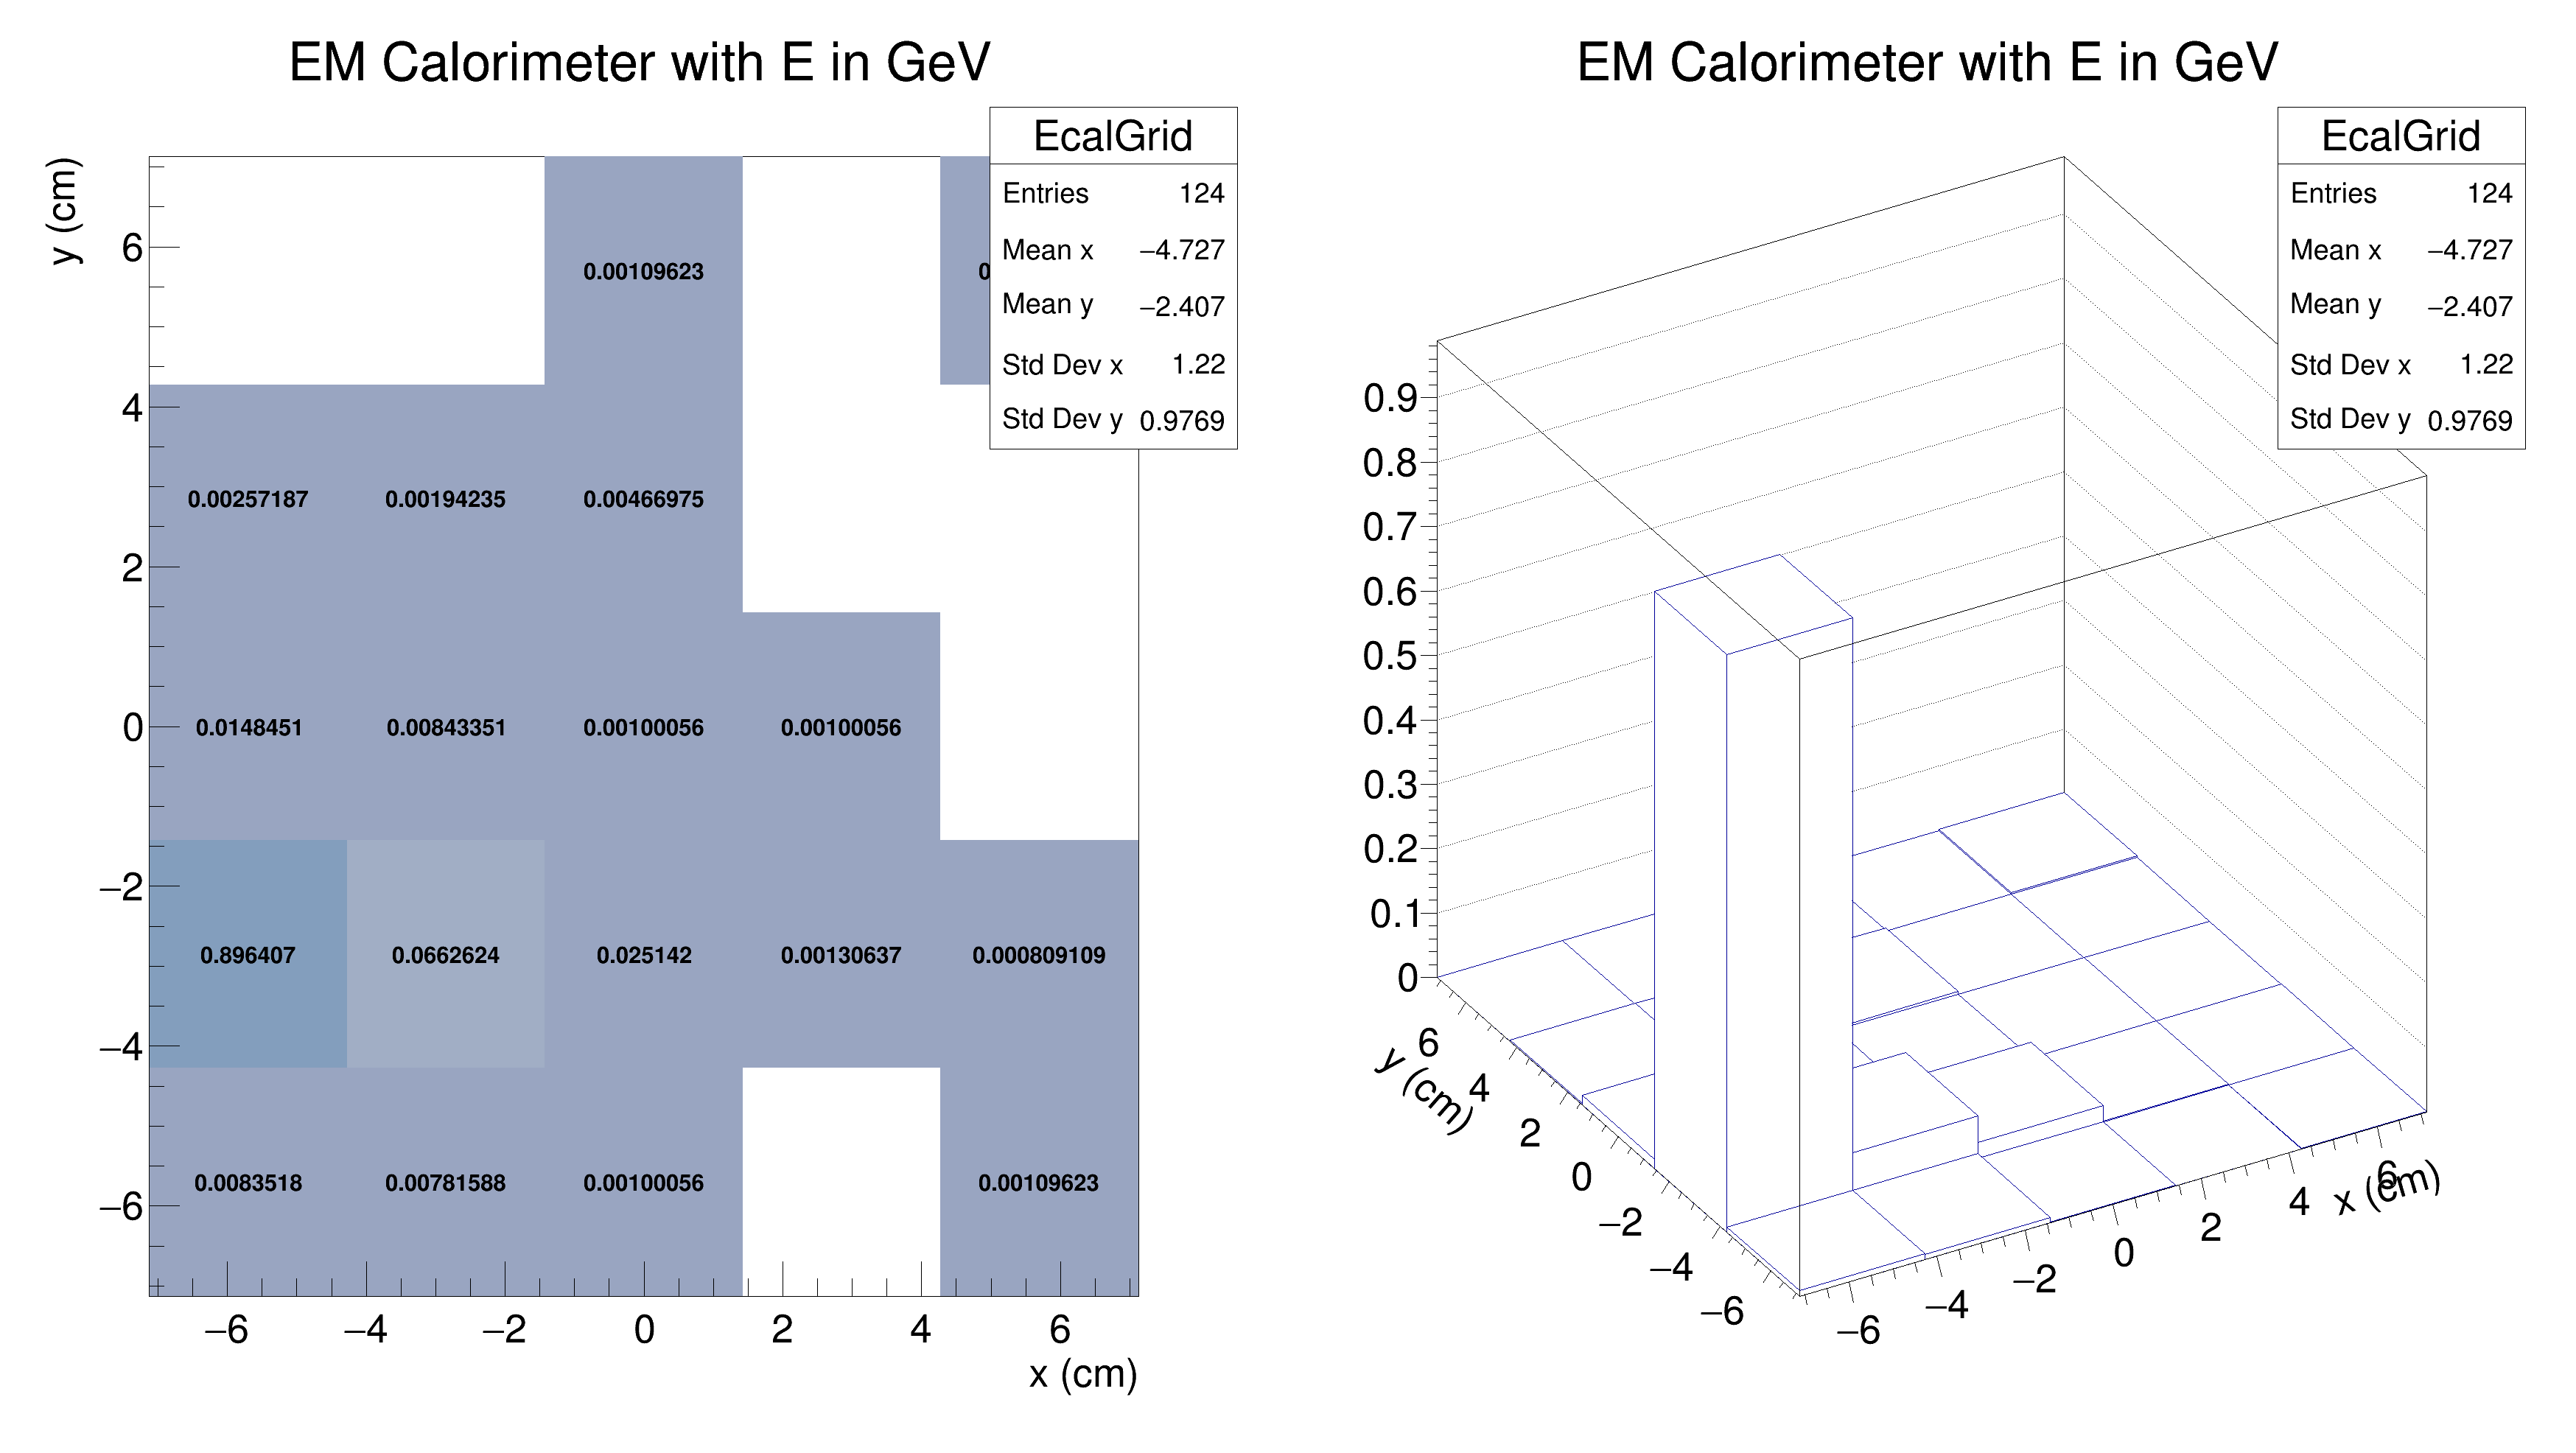 EM Calorimeter with E in GeV
y (cm)
EcalGrid
Entries 124
Mean x −4.727
Mean y −2.407
Std Dev x 1.22
Std Dev y 0.9769
6
4
2
0
−2
−4
−6
0.00109623
0.00257187 0.00194235 0.00466975
0.0148451 0.00843351 0.00100056 0.00100056
0.896407 0.0662624 0.025142 0.00130637 0.000809109
0.0083518 0.00781588 0.00100056 0.00109623
−6 −4 −2 0 2 4 6
x (cm)
EM Calorimeter with E in GeV
EcalGrid
Entries 124
Mean x −4.727
Mean y −2.407
Std Dev x 1.22
Std Dev y 0.9769
0.9
0.8
0.7
0.6
0.5
0.4
0.3
0.2
0.1
0
6
4
2
0
−2
−4
−6
y (cm)
−6
−4
−2
0
2
4
6
x (cm)